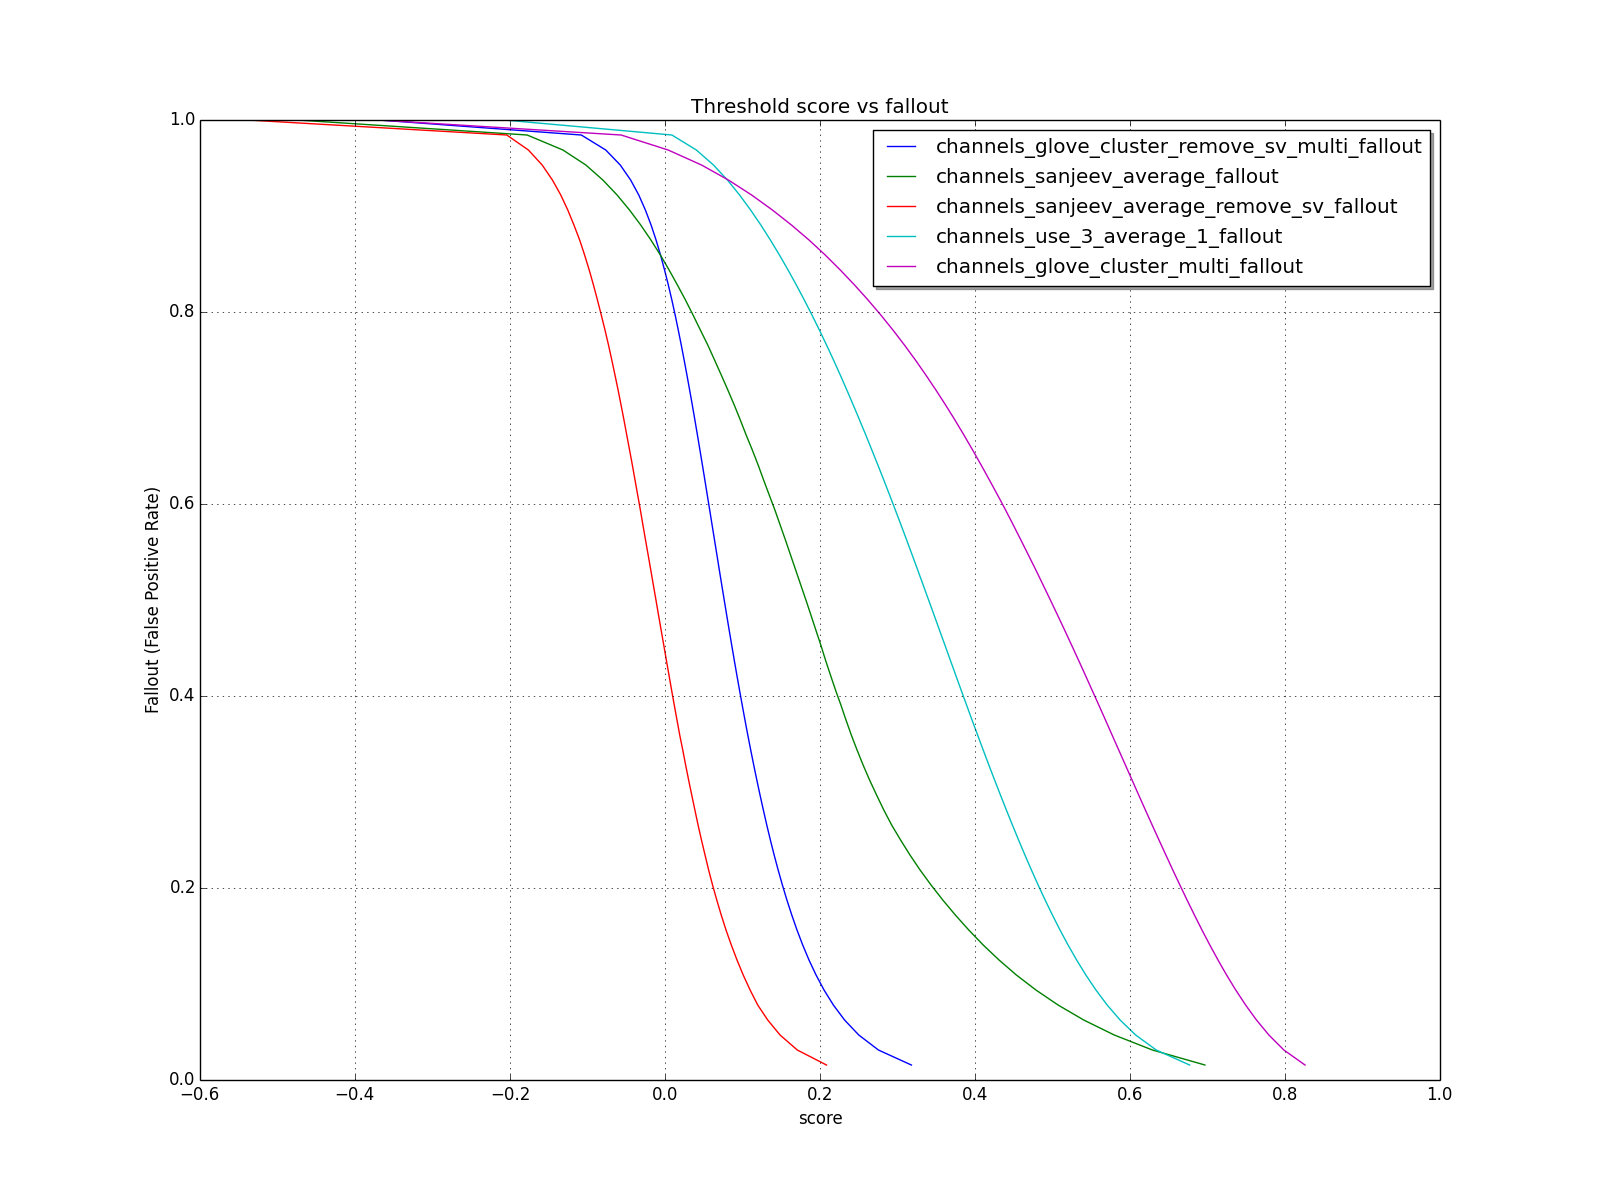 Threshold score vs fallout
channels_glove_cluster_remove_sv_multi_fallout
channels_sanjeev_average_fallout
channels_sanjeev_average_remove_sv_fallout
channels_use_3_average_1_fallout
channels_glove_cluster_multi_fallout
Fallout (False Positive Rate)
1.0
0.8
0.6
0.4
0.2
0.0
−0.6 −0.4 −0.2 0.0 0.2 0.4 0.6 0.8 1.0
score